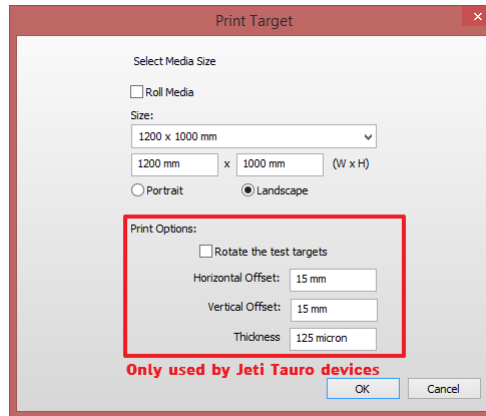 Print Target
Select Media Size
Roll Media
Size:
1200 x 1000 mm
1200 mm x 1000 mm (W x H)
Portrait Landscape
Print Options:
Rotate the test targets
Horizontal Offset: 15 mm
Vertical Offset: 15 mm
Thickness 125 micron
Only used by Jeti Tauro devices
OK Cancel